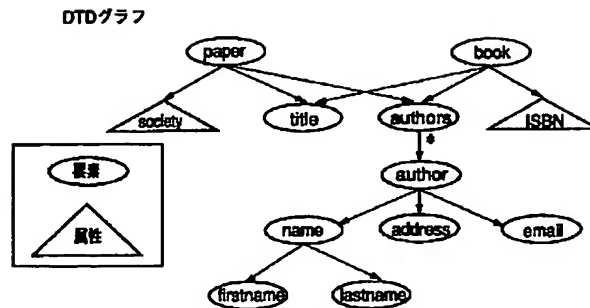 DTDグラフ
paper book
society title authors ISBN
*
要素 author
属性 name address email
firstname lastname